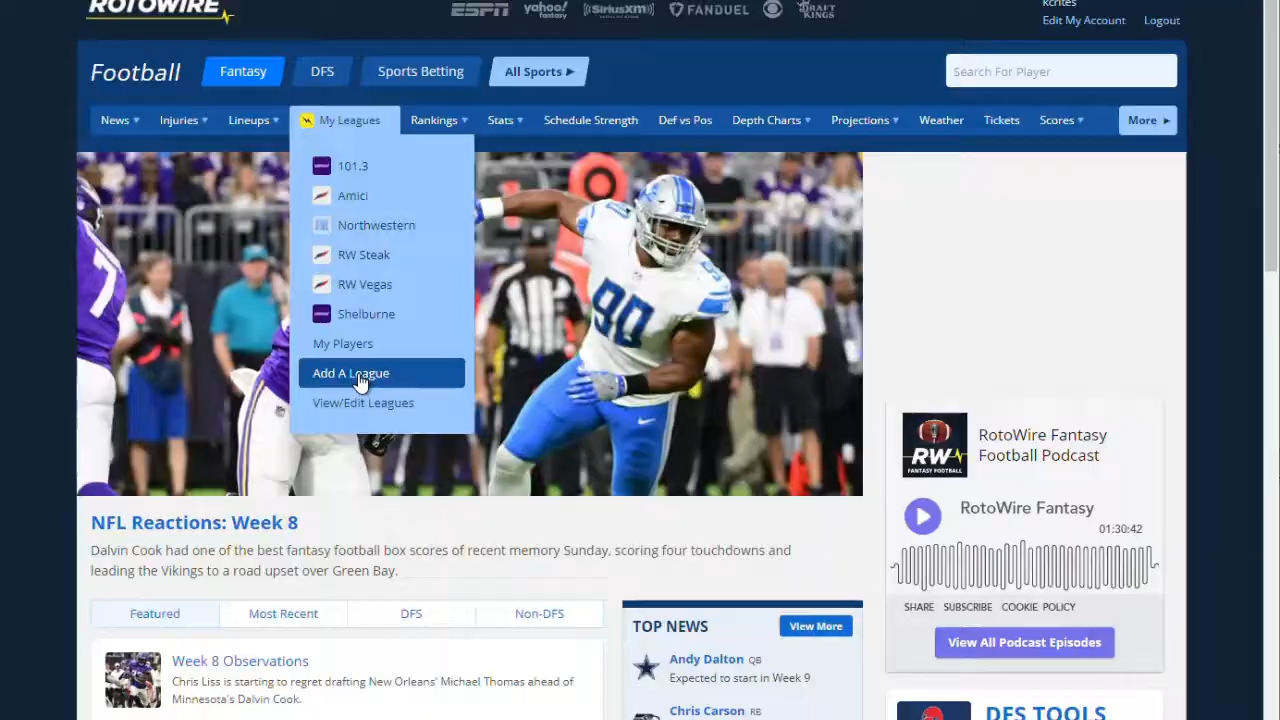 ROTOWIRE
ESPN yahoo! fantasy ((SiriusXM)) FANDUEL DRAFT KINGS
kcrites
Edit My Account Logout
Football Fantasy DFS Sports Betting All Sports ▸ Search For Player
News Injuries Lineups My Leagues Rankings Stats Schedule Strength Def vs Pos Depth Charts Projections Weather Tickets Scores More ▸
101.3
Amici
Northwestern
RW Steak
RW Vegas
Shelburne
My Players
Add A League
View/Edit Leagues
90
90
RW
FANTASY FOOTBALL
RotoWire Fantasy
Football Podcast
RotoWire Fantasy
01:30:42
SHARE SUBSCRIBE COOKIE POLICY
View All Podcast Episodes
NFL Reactions: Week 8
Dalvin Cook had one of the best fantasy football box scores of recent memory Sunday, scoring four touchdowns and
leading the Vikings to a road upset over Green Bay.
Featured Most Recent DFS Non-DFS
Week 8 Observations
Chris Liss is starting to regret drafting New Orleans' Michael Thomas ahead of
Minnesota's Dalvin Cook.
TOP NEWS View More
Andy Dalton QB
Expected to start in Week 9
Chris Carson RB
DFS TOOLS